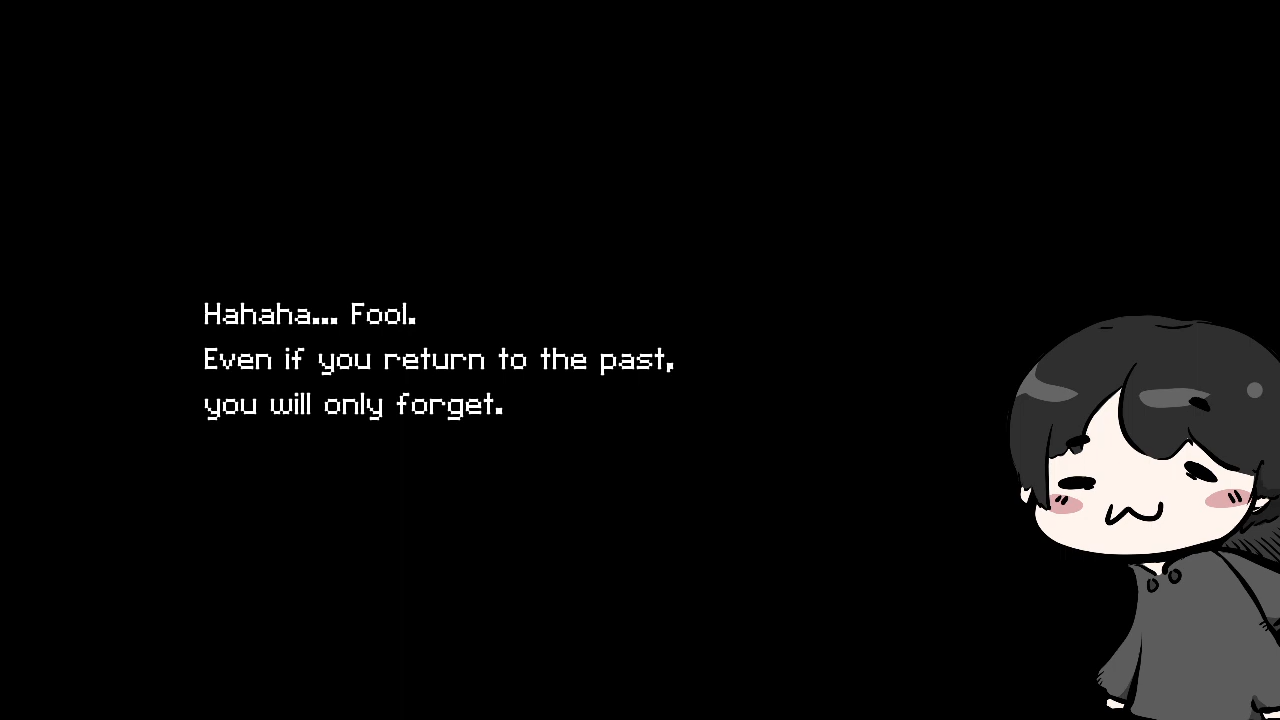 Hahaha... Fool.
Even if you return to the past,
you will only forget.